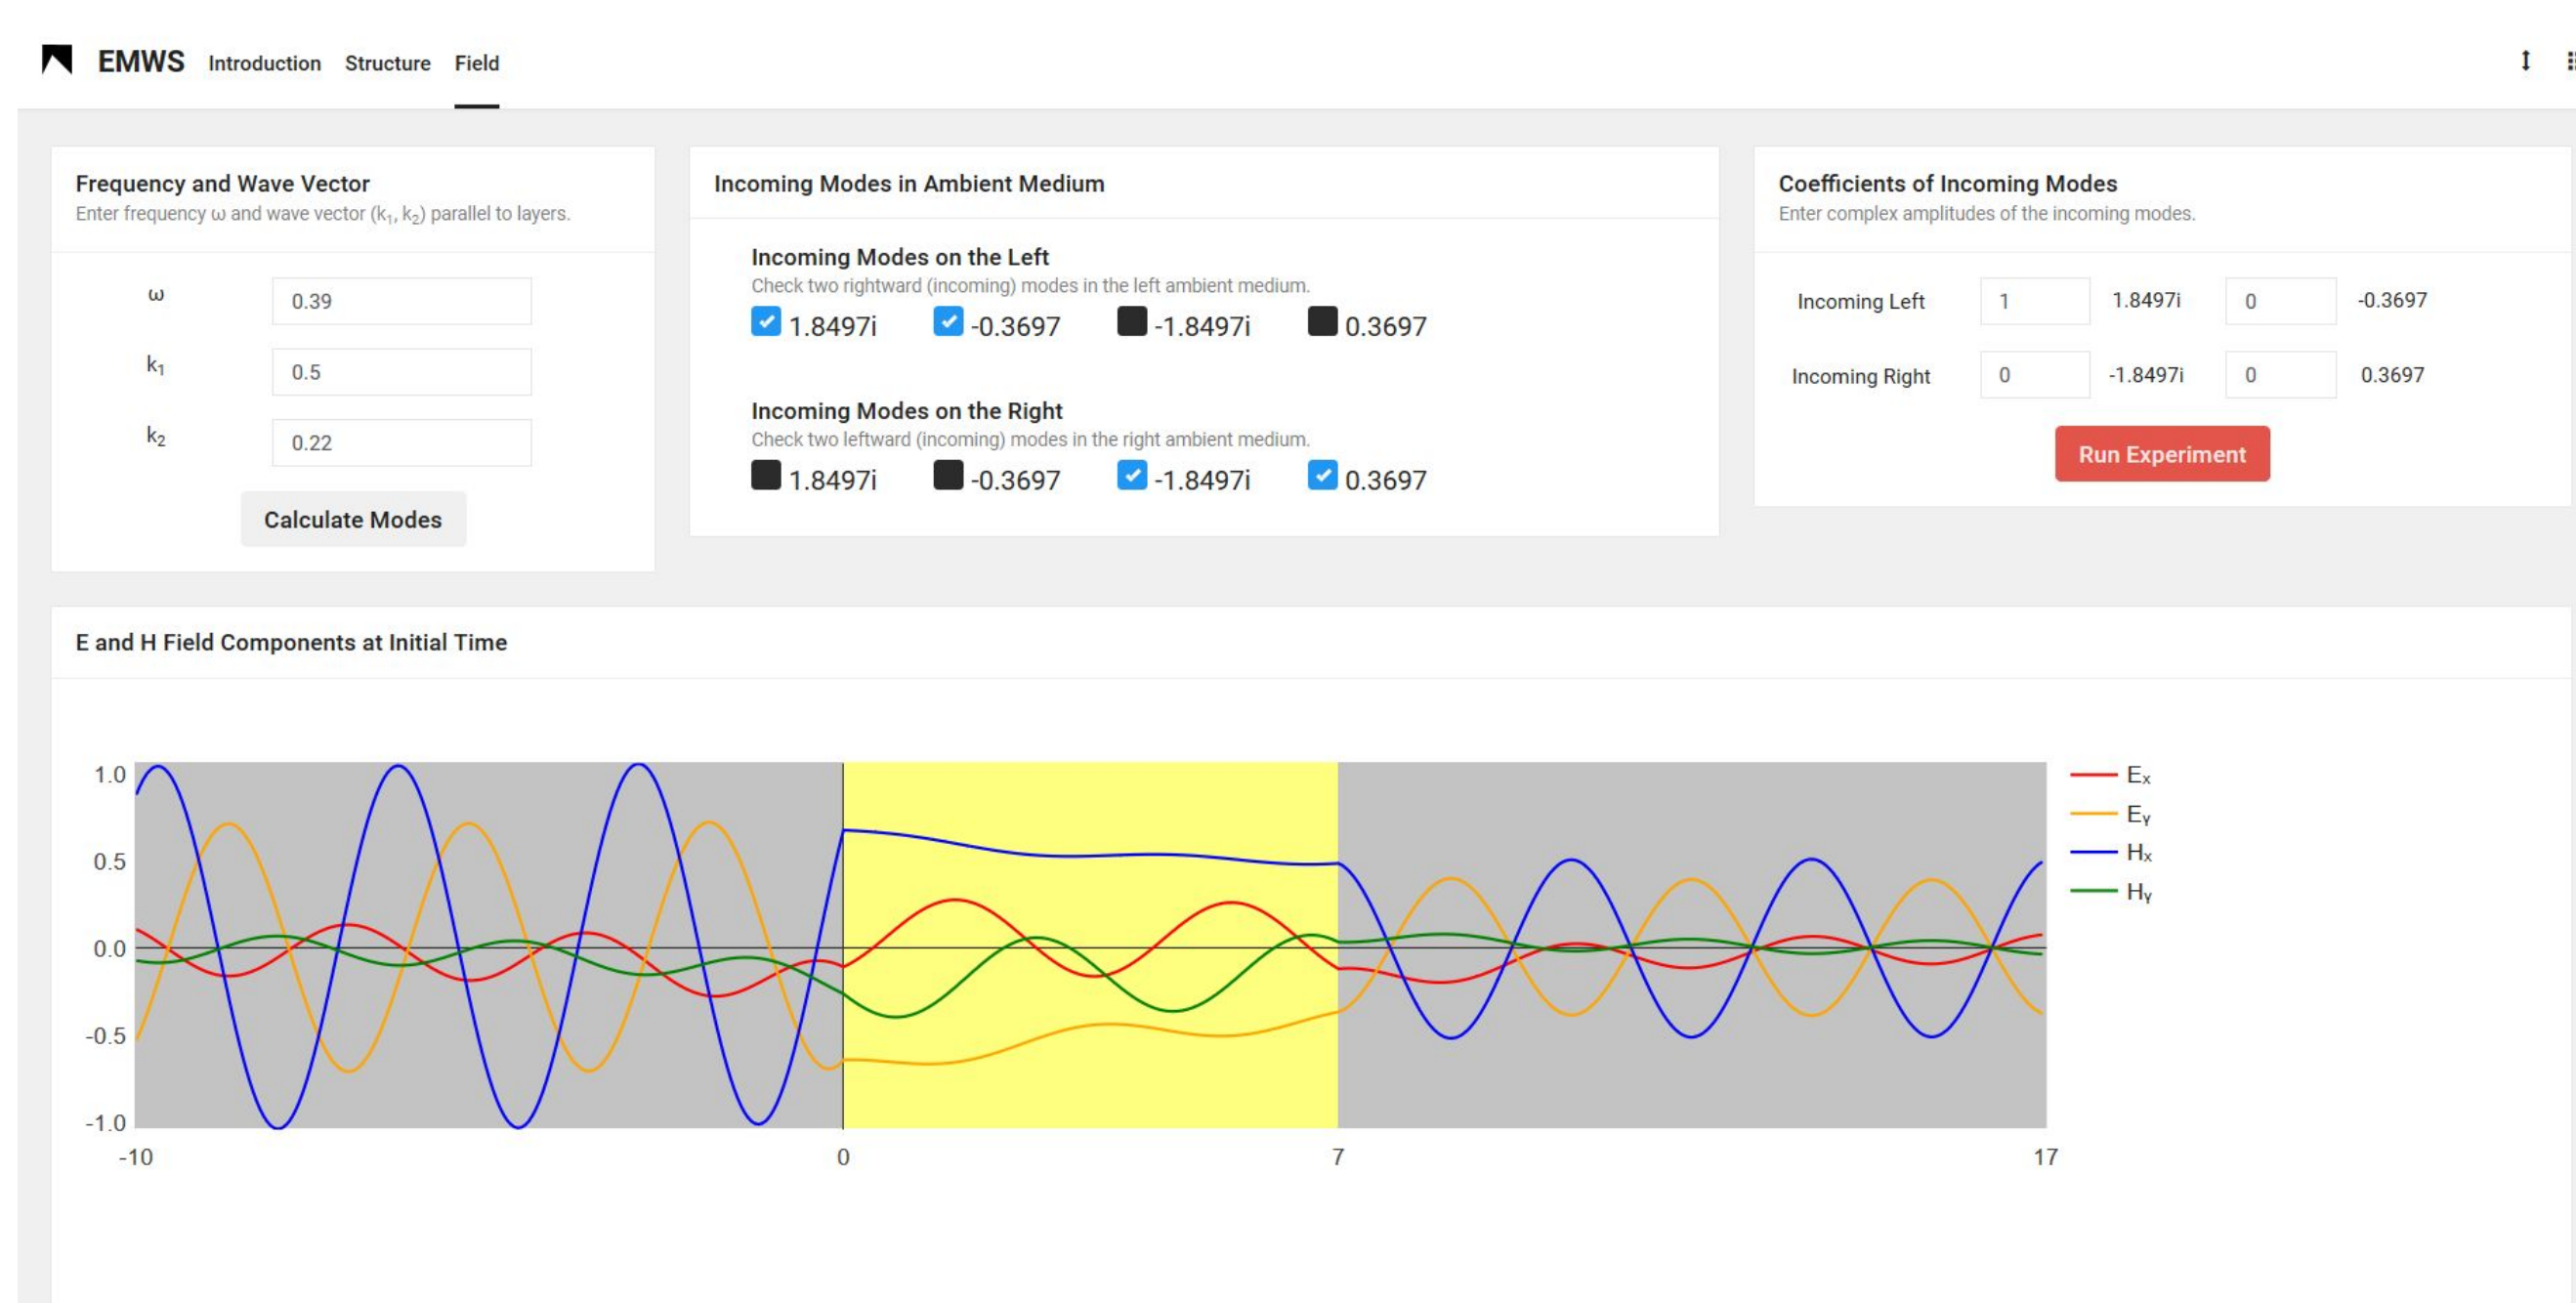 EMWS Introduction Structure Field
Frequency and Wave Vector
Enter frequency ω and wave vector (k₁, k₂) parallel to layers.
ω 0.39
k₁ 0.5
k₂ 0.22
Calculate Modes
Incoming Modes in Ambient Medium
Incoming Modes on the Left
Check two rightward (incoming) modes in the left ambient medium.
1.8497i -0.3697 -1.8497i 0.3697
Incoming Modes on the Right
Check two leftward (incoming) modes in the right ambient medium.
1.8497i -0.3697 -1.8497i 0.3697
Coefficients of Incoming Modes
Enter complex amplitudes of the incoming modes.
Incoming Left 1 1.8497i 0 -0.3697
Incoming Right 0 -1.8497i 0 0.3697
Run Experiment
E and H Field Components at Initial Time
1.0
0.5
0.0
-0.5
-1.0
-10 0 7 17
Eₓ
Eᵧ
Hₓ
Hᵧ